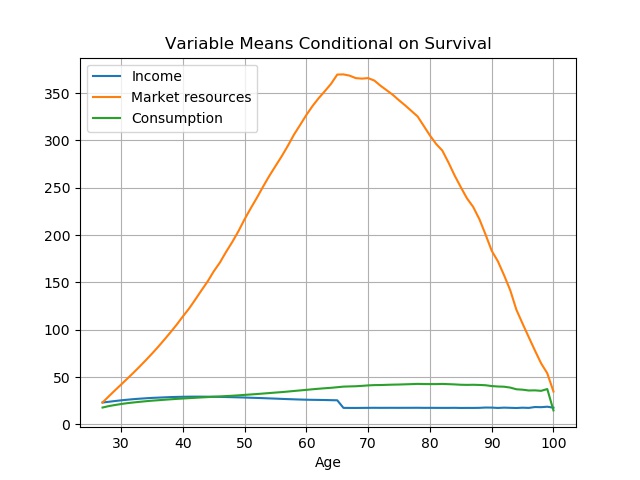 Variable Means Conditional on Survival
Income
Market resources
Consumption
350
300
250
200
150
100
50
0
30 40 50 60 70 80 90 100
Age